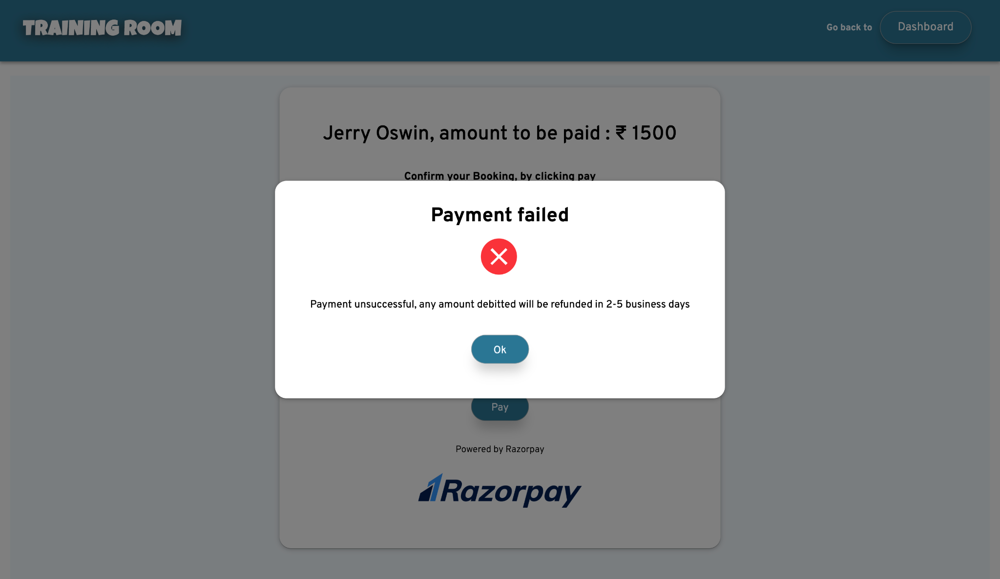 TRAINING ROOM
Go back to
Dashboard
Jerry Oswin, amount to be paid : ₹ 1500
Confirm your Booking, by clicking pay
Payment failed
Payment unsuccessful, any amount debitted will be refunded in 2-5 business days
Ok
Pay
Powered by Razorpay
Razorpay